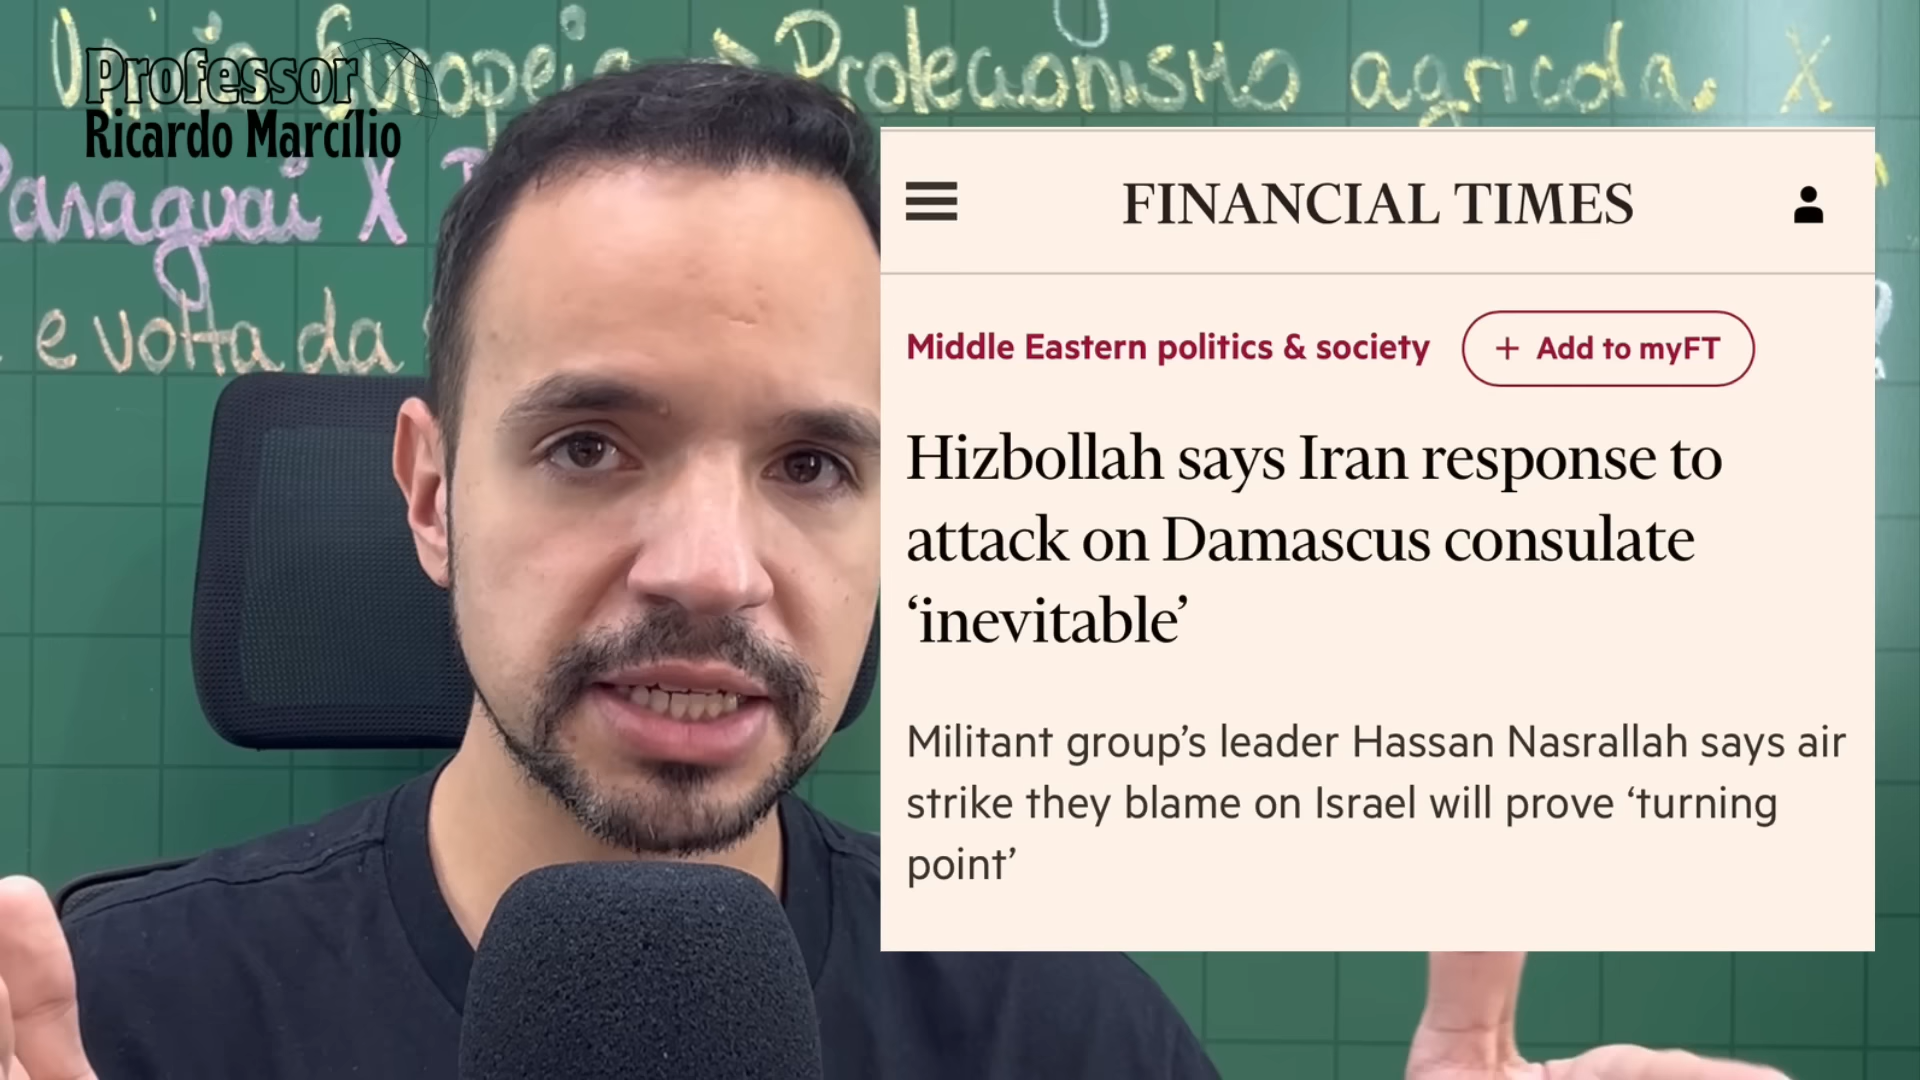 União Europeia → Protecionismo agrícola X
Professor
Ricardo Marcílio
Paraguai X
e volta da
FINANCIAL TIMES
Middle Eastern politics & society
+ Add to myFT
Hizbollah says Iran response to
attack on Damascus consulate
‘inevitable’
Militant group’s leader Hassan Nasrallah says air
strike they blame on Israel will prove ‘turning
point’